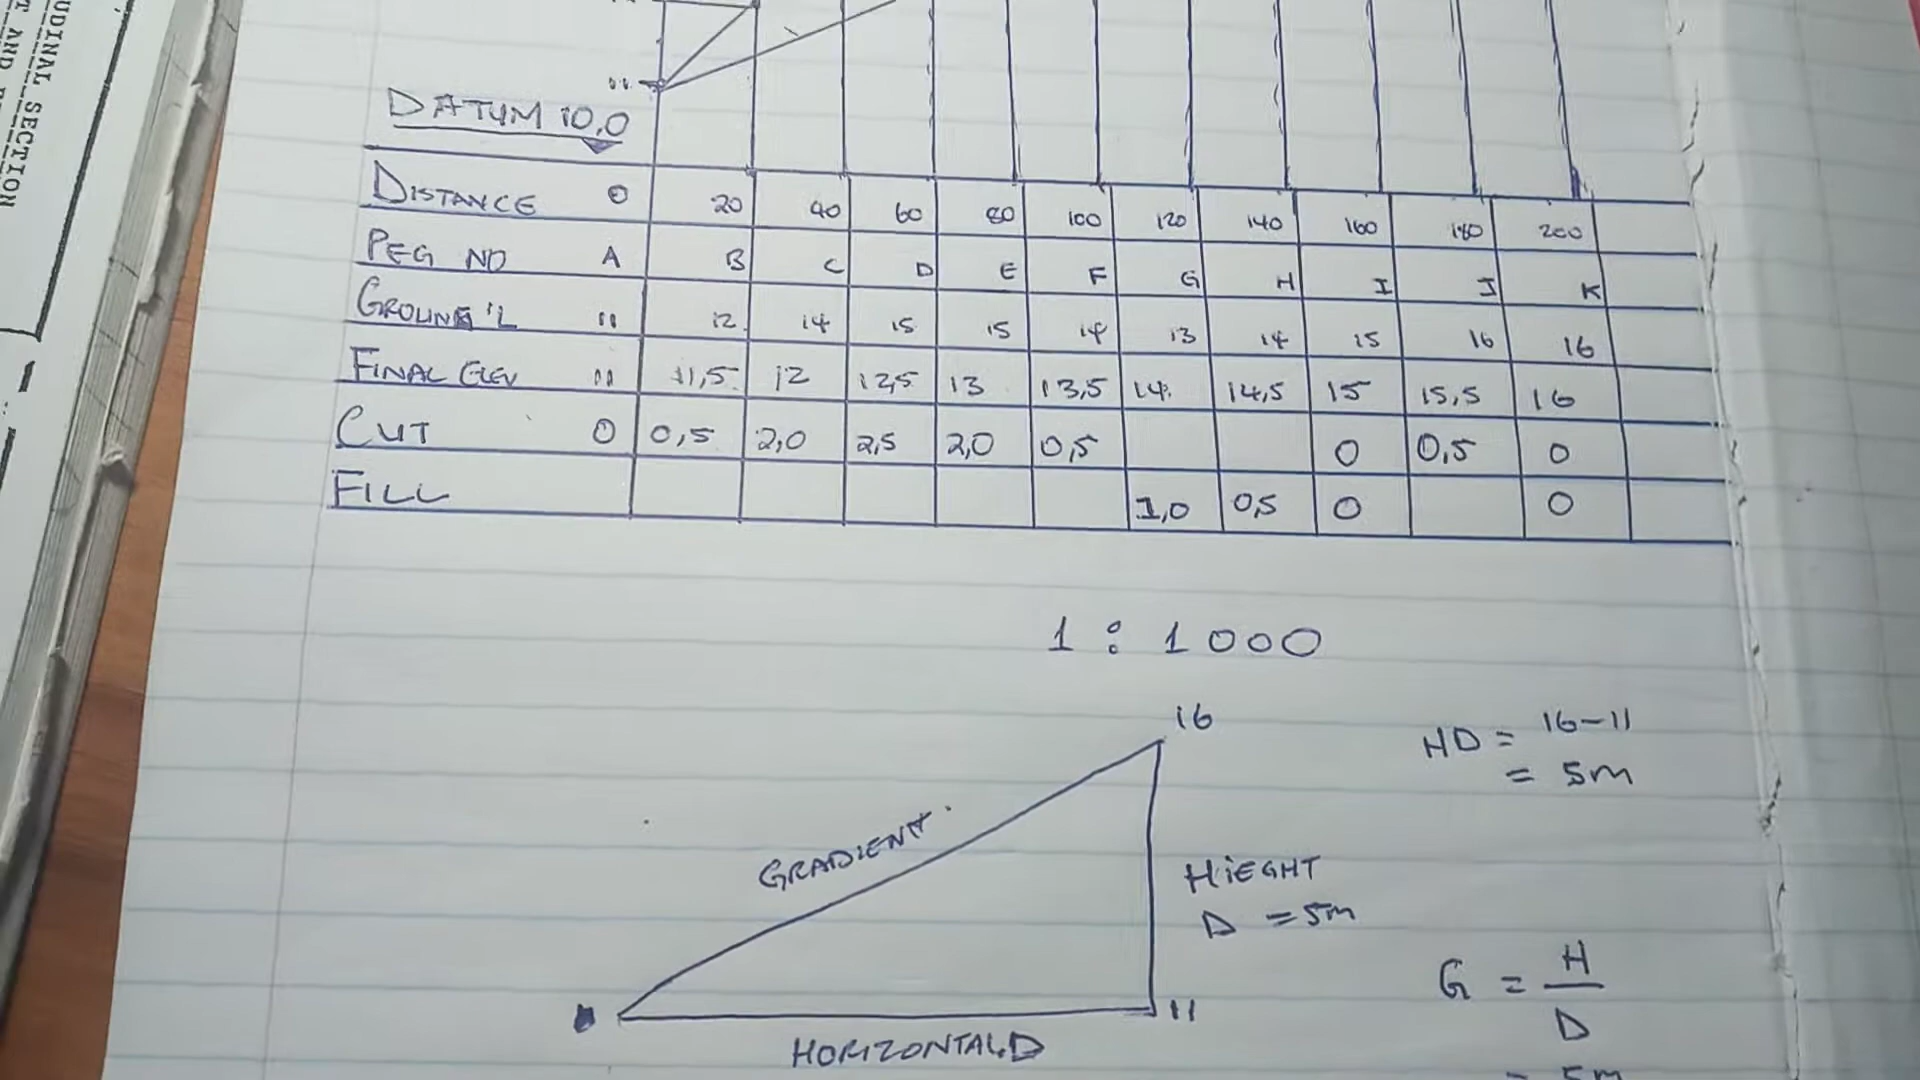 UDINAL SECTION
T AND
DATUM 10,0
DISTANCE 0 20 40 60 80 100 120 140 160 180 200
PEG NO A B C D E F G H I J K
GROUND 'L 11 12 14 15 15 14 13 14 15 16 16
FINAL ELEV 11 11,5 12 12,5 13 13,5 14 14,5 15 15,5 16
CUT 0 0,5 2,0 2,5 2,0 0,5 0 0,5 0
FILL 1,0 0,5 0 0
1 : 1000
16
HD = 16-11
= 5m
GRADIENT
HIEGHT
D = 5m
G = H
D
11
HORIZONTAL D
= 5m